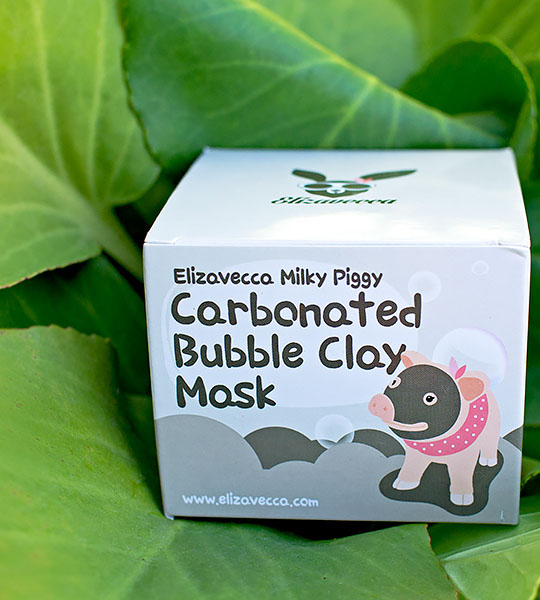 Elizavecca
Elizavecca Milky Piggy
Carbonated
Bubble Clay
Mask
www.elizavecca.com